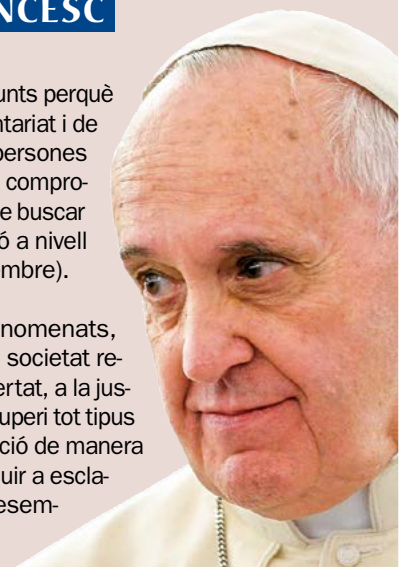 NCESC
unts perquè
ntariat i de
persones
compro-
e buscar
ó a nivell
embre).
nomenats,
societat re-
ertat, a la jus-
uperi tot tipus
ció de manera
uir a escla-
esem-